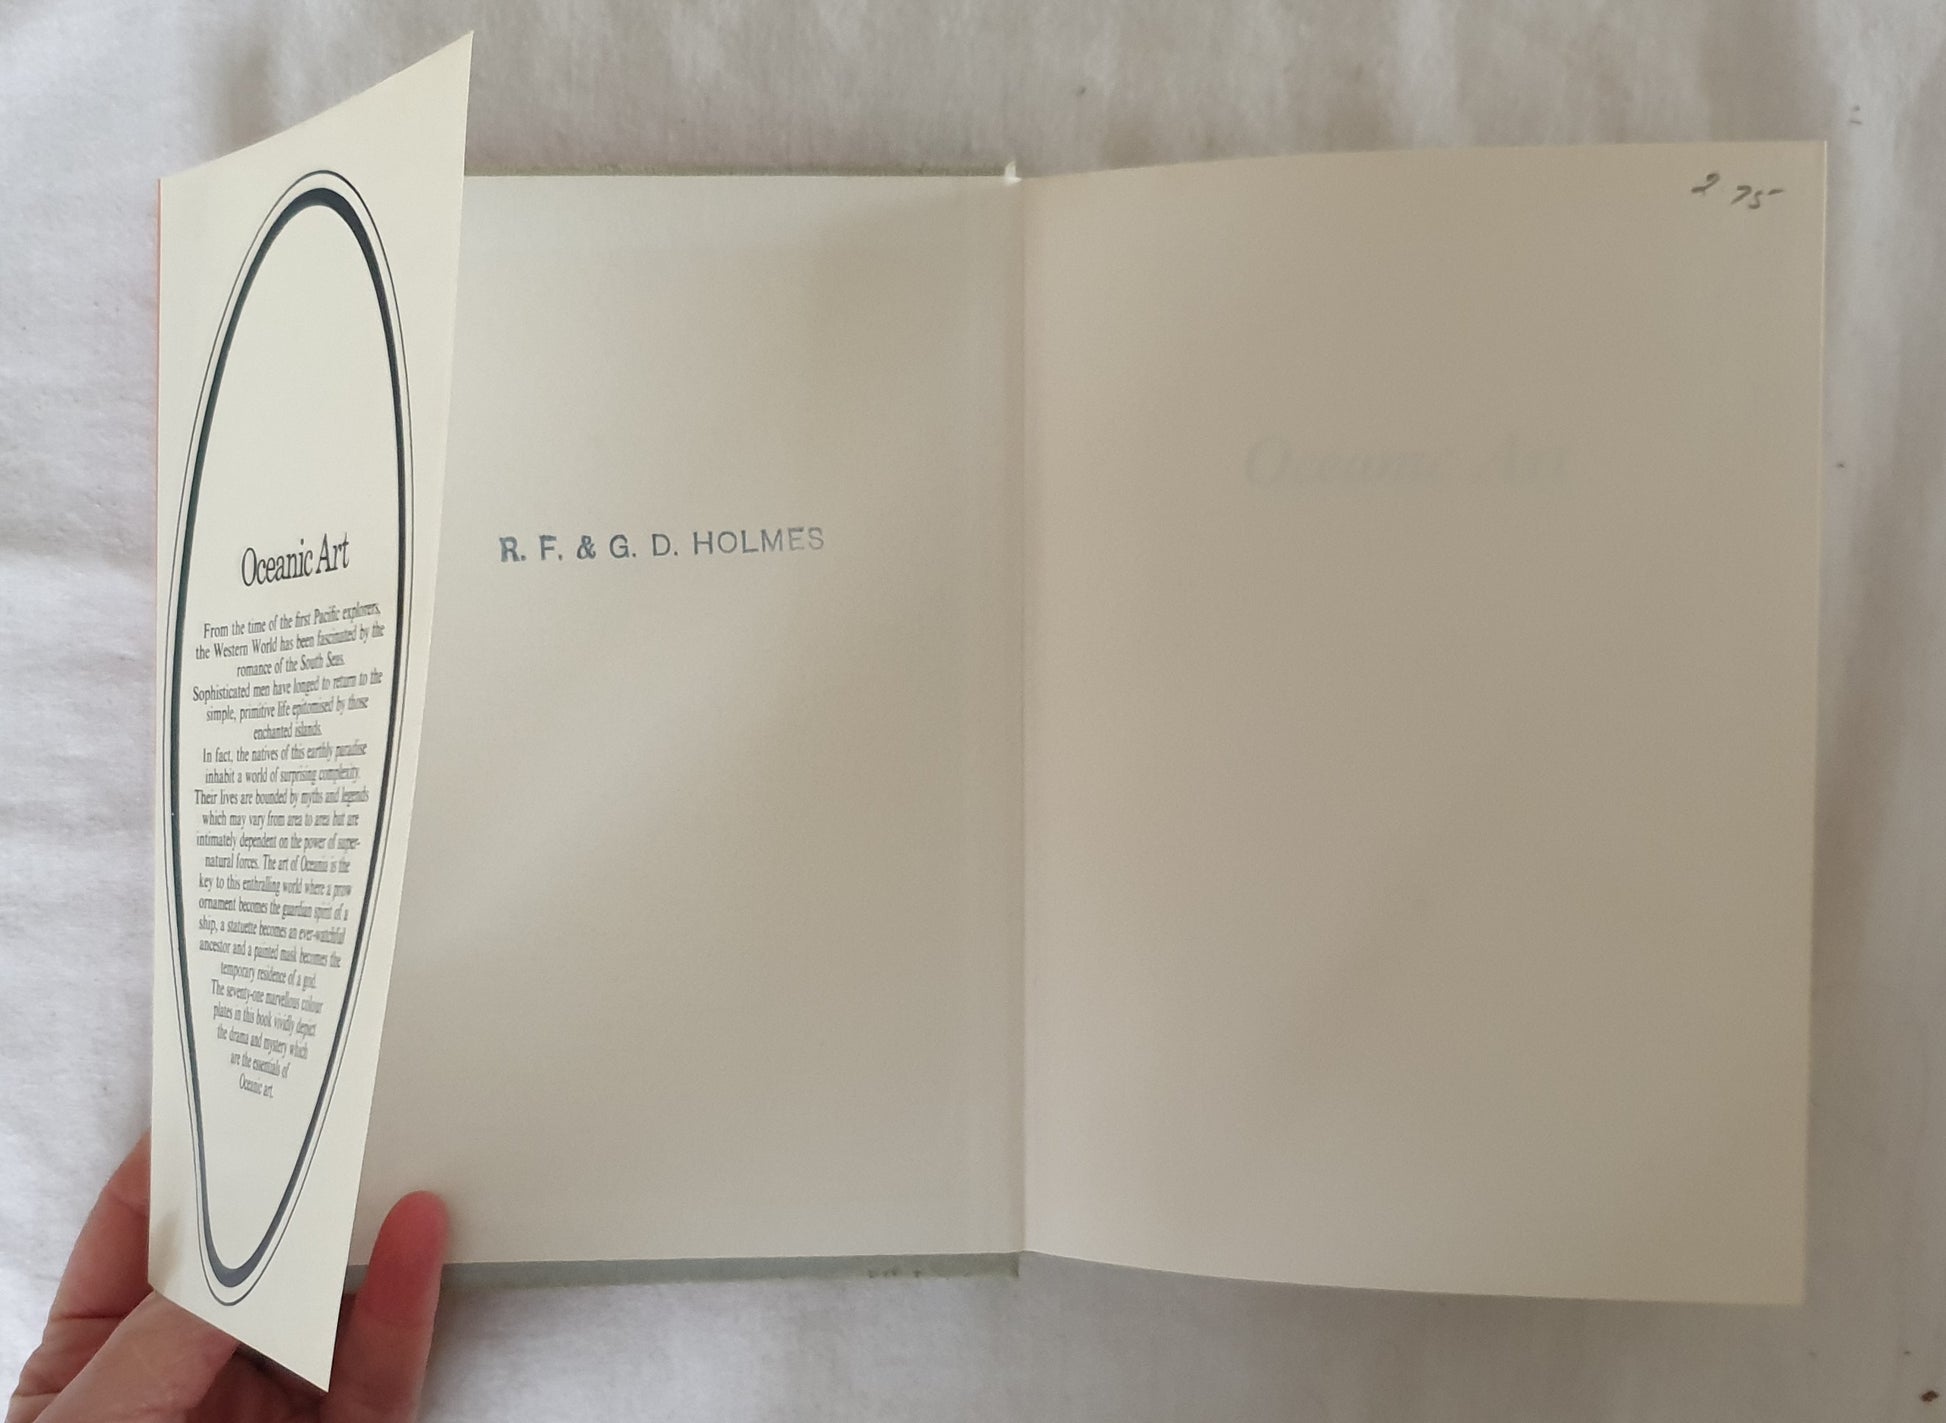 Oceanic Art
From the time of the first Pacific explorers,
the Western World has been fascinated by the
romance of the South Seas.
Sophisticated men have longed to return to the
simple, primitive life epitomised by those
enchanted islands.
In fact, the natives of this earthly paradise
inhabit a world of surprising complexity.
Their lives are bounded by myths and legends
which may vary from area to area but are
intimately dependent on the power of super-
natural forces. The art of Oceania is the
key to this enthralling world where a prow
ornament becomes the guardian spirit of a
ship, a statuette becomes an ever-watchful
ancestor and a painted mask becomes the
temporary residence of a god.
The seventy-one marvellous colour
plates in this book vividly depict
the drama and mystery which
are the essentials of
Oceanic art.
R. F. & G. D. HOLMES
2 75
Oceanic Art